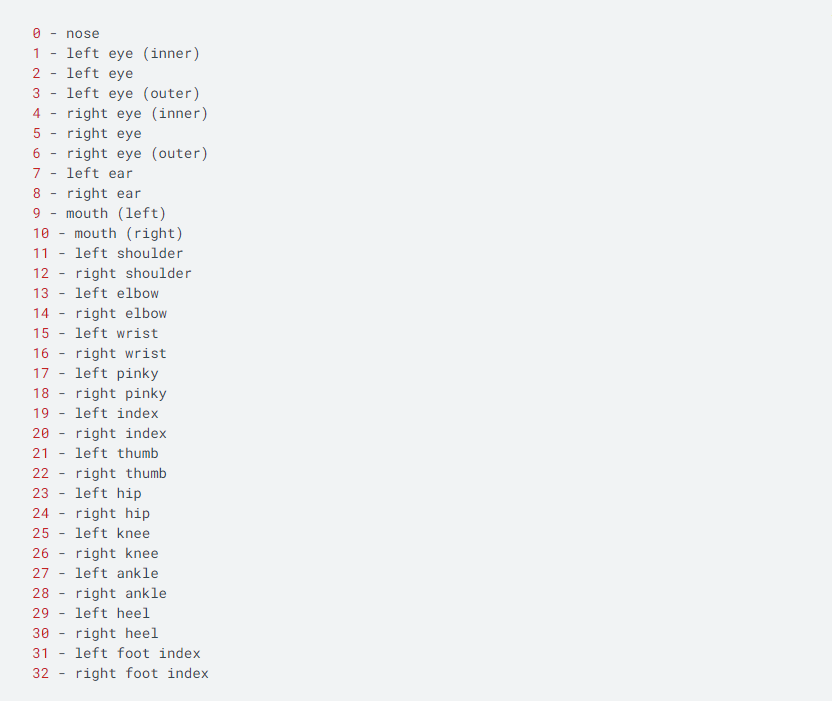 0 - nose
1 - left eye (inner)
2 - left eye
3 - left eye (outer)
4 - right eye (inner)
5 - right eye
6 - right eye (outer)
7 - left ear
8 - right ear
9 - mouth (left)
10 - mouth (right)
11 - left shoulder
12 - right shoulder
13 - left elbow
14 - right elbow
15 - left wrist
16 - right wrist
17 - left pinky
18 - right pinky
19 - left index
20 - right index
21 - left thumb
22 - right thumb
23 - left hip
24 - right hip
25 - left knee
26 - right knee
27 - left ankle
28 - right ankle
29 - left heel
30 - right heel
31 - left foot index
32 - right foot index